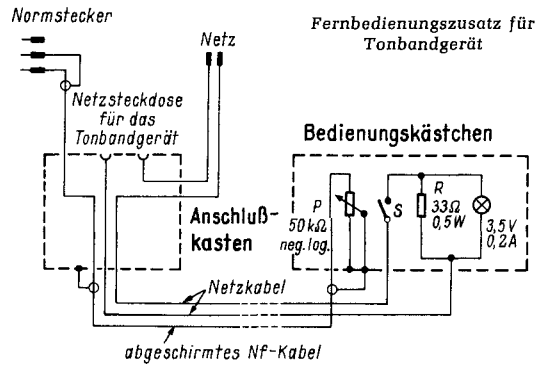 Normstecker
Netz
Fernbedienungszusatz für
Tonbandgerät
Netzsteckdose
für das
Tonbandgerät
Bedienungskästchen
Anschluß-
kasten
P
50kΩ
neg.log.
S
R
33Ω
0,5W
3,5V
0,2A
Netzkabel
abgeschirmtes Nf-Kabel